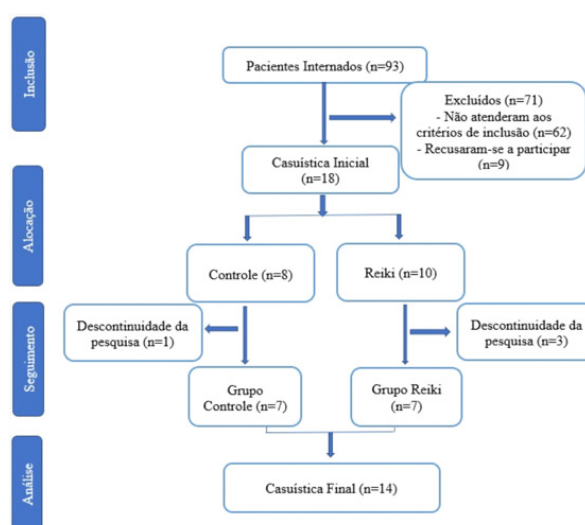 Inclusão
Pacientes Internados (n=93)
Excluídos (n=71)
- Não atenderam aos
critérios de inclusão (n=62)
- Recusaram-se a participar
(n=9)
Casuística Inicial
(n=18)
Alocação
Controle (n=8)
Reiki (n=10)
Seguimento
Descontinuidade da
pesquisa (n=1)
Descontinuidade da
pesquisa (n=3)
Grupo
Controle (n=7)
Grupo Reiki
(n=7)
Análise
Casuística Final (n=14)